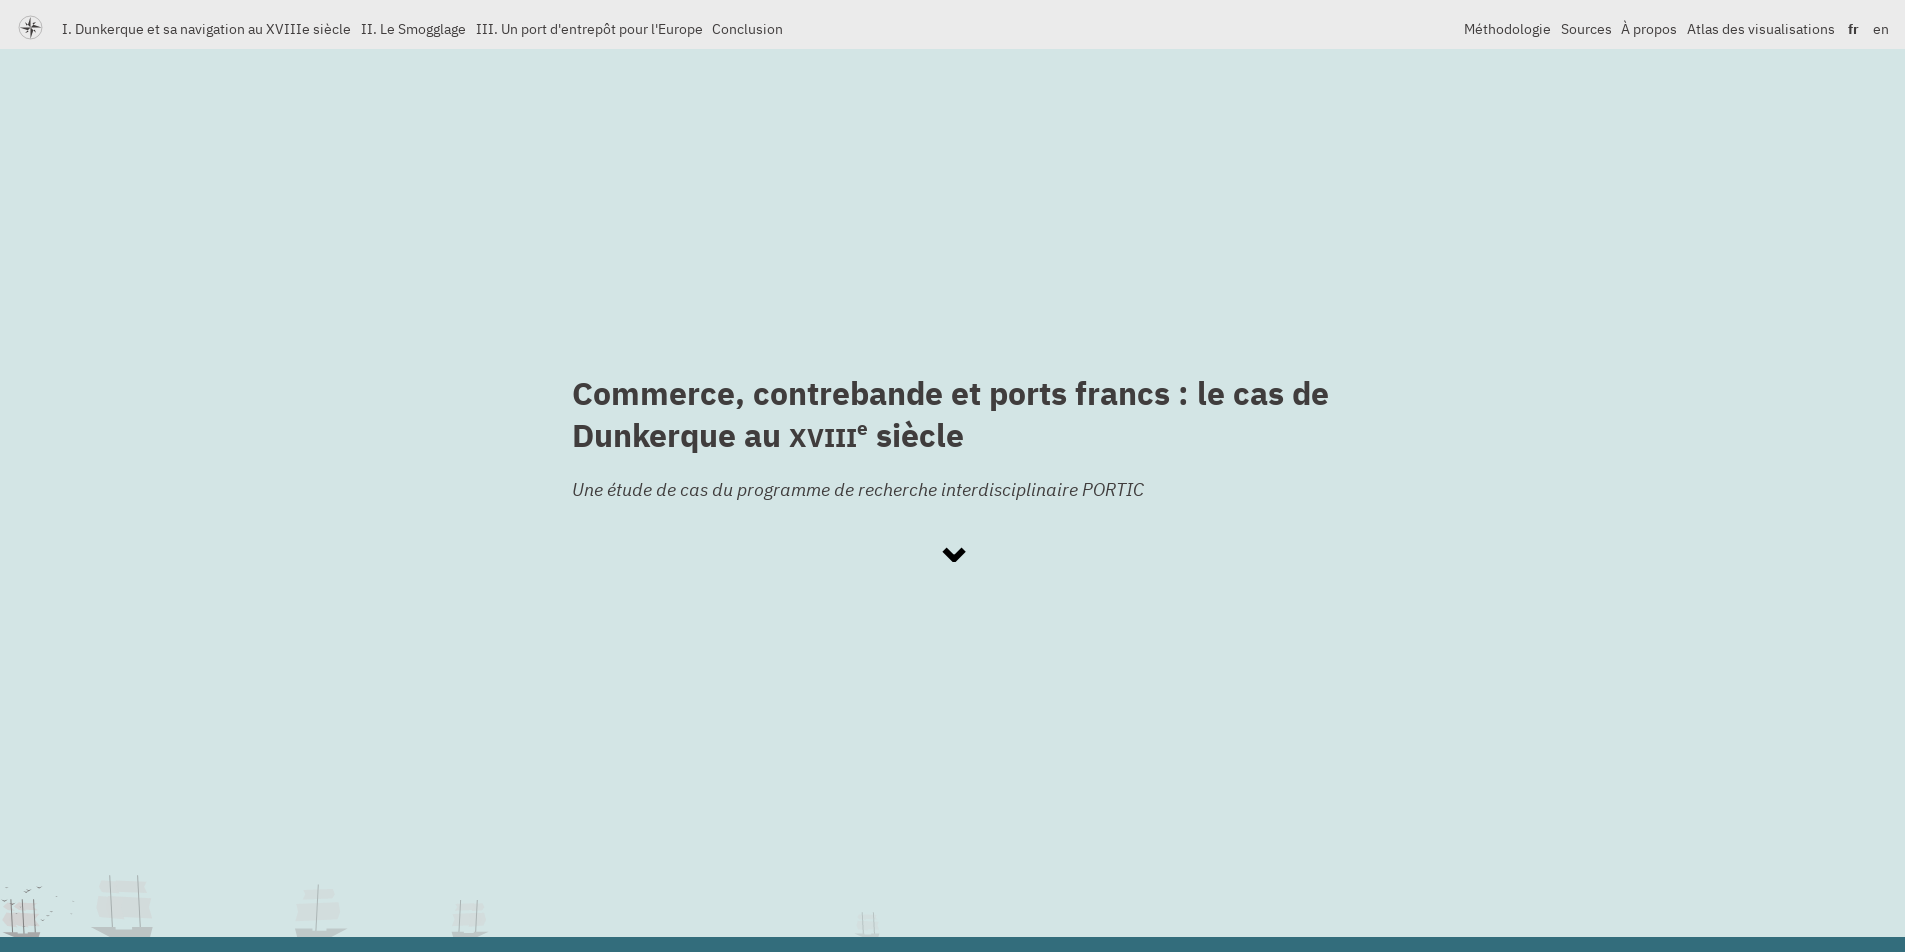 I. Dunkerque et sa navigation au XVIIIe siècle II. Le Smogglage III. Un port d'entrepôt pour l'Europe Conclusion Méthodologie Sources À propos Atlas des visualisations fr en
Commerce, contrebande et ports francs : le cas de
Dunkerque au XVIIIe siècle
Une étude de cas du programme de recherche interdisciplinaire PORTIC